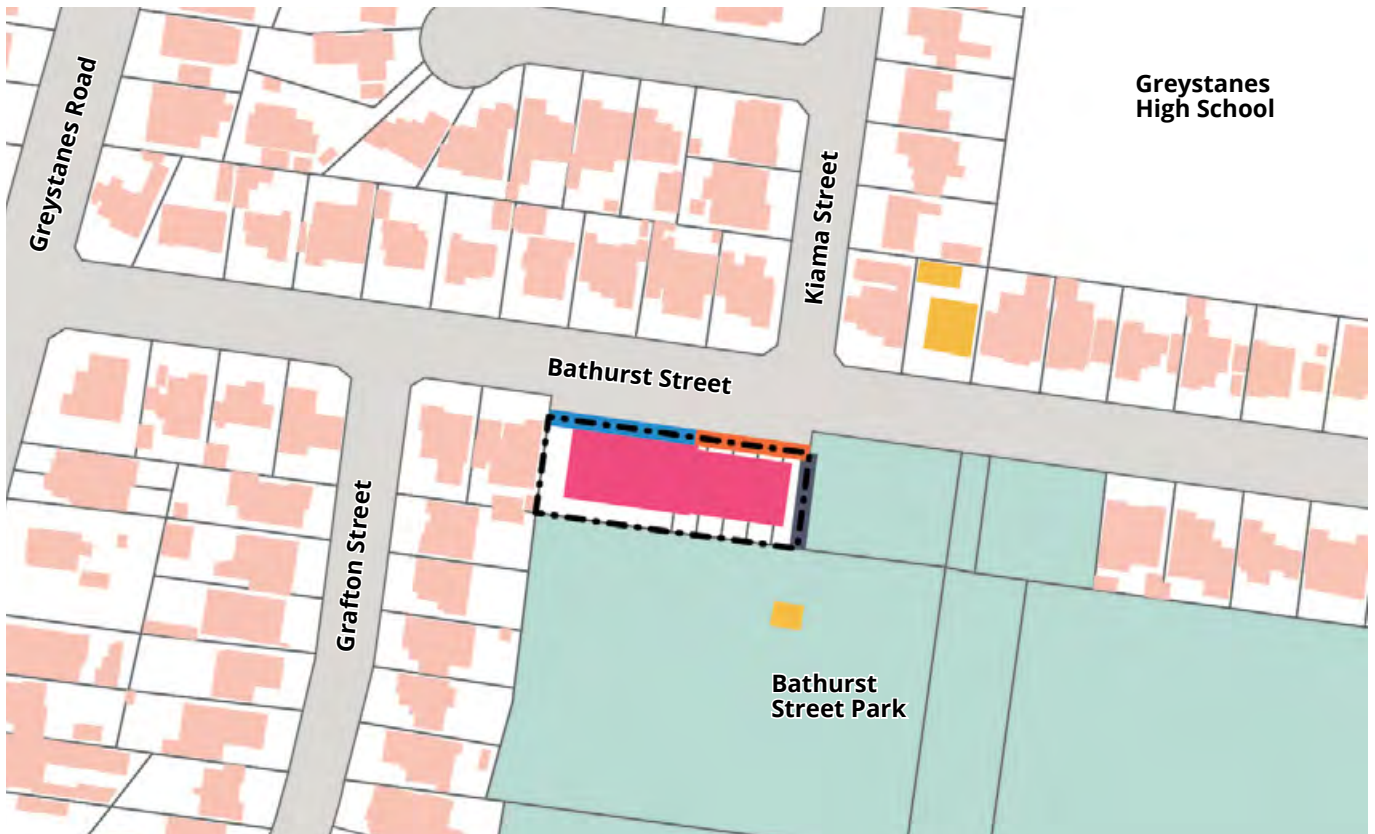 Greystanes
High School
Greystanes Road
Kiama Street
Bathurst Street
Grafton Street
Bathurst
Street Park